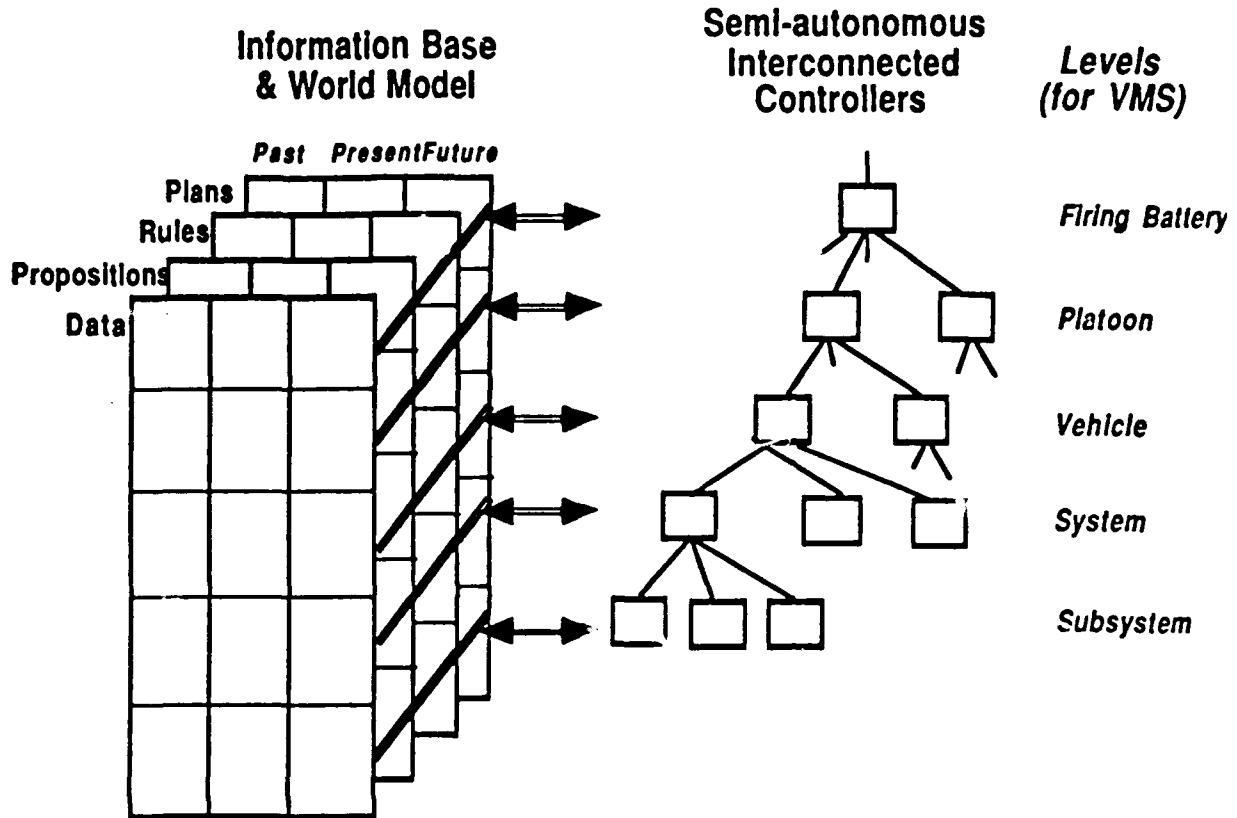 Information Base
& World Model
Semi-autonomous
Interconnected
Controllers
Levels
(for VMS)
Past Present Future
Plans
Rules
Propositions
Data
Firing Battery
Platoon
Vehicle
System
Subsystem